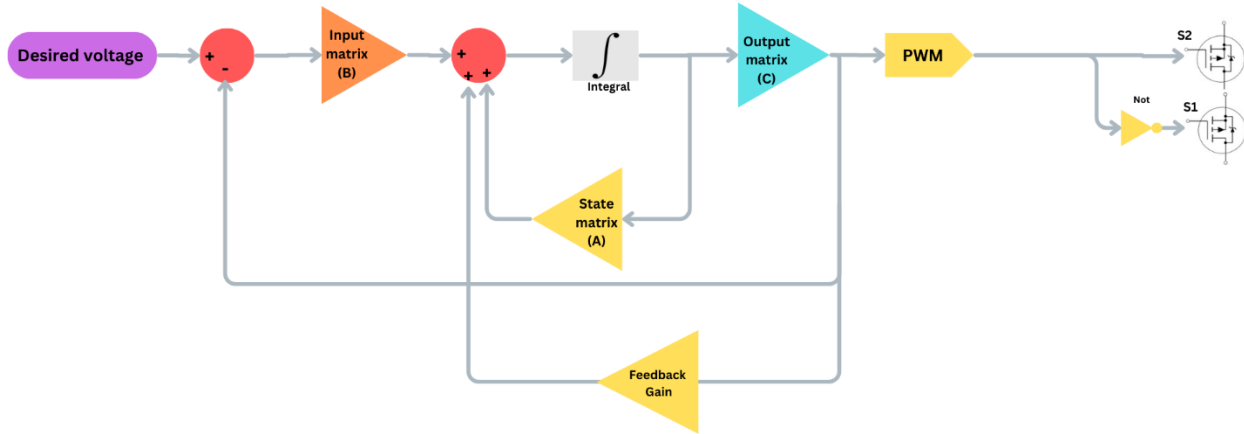 Desired voltage
+
-
Input
matrix
(B)
+
+
+
∫
Integral
Output
matrix
(C)
PWM
S2
Not
S1
State
matrix
(A)
Feedback
Gain